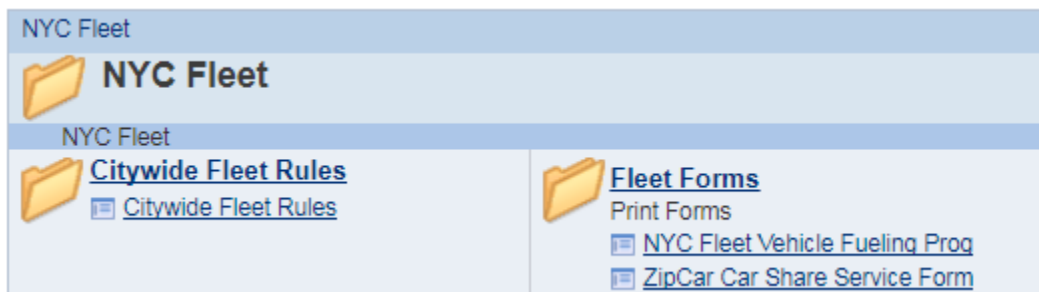 NYC Fleet
NYC Fleet
NYC Fleet
Citywide Fleet Rules
Citywide Fleet Rules
Fleet Forms
Print Forms
NYC Fleet Vehicle Fueling Prog
ZipCar Car Share Service Form